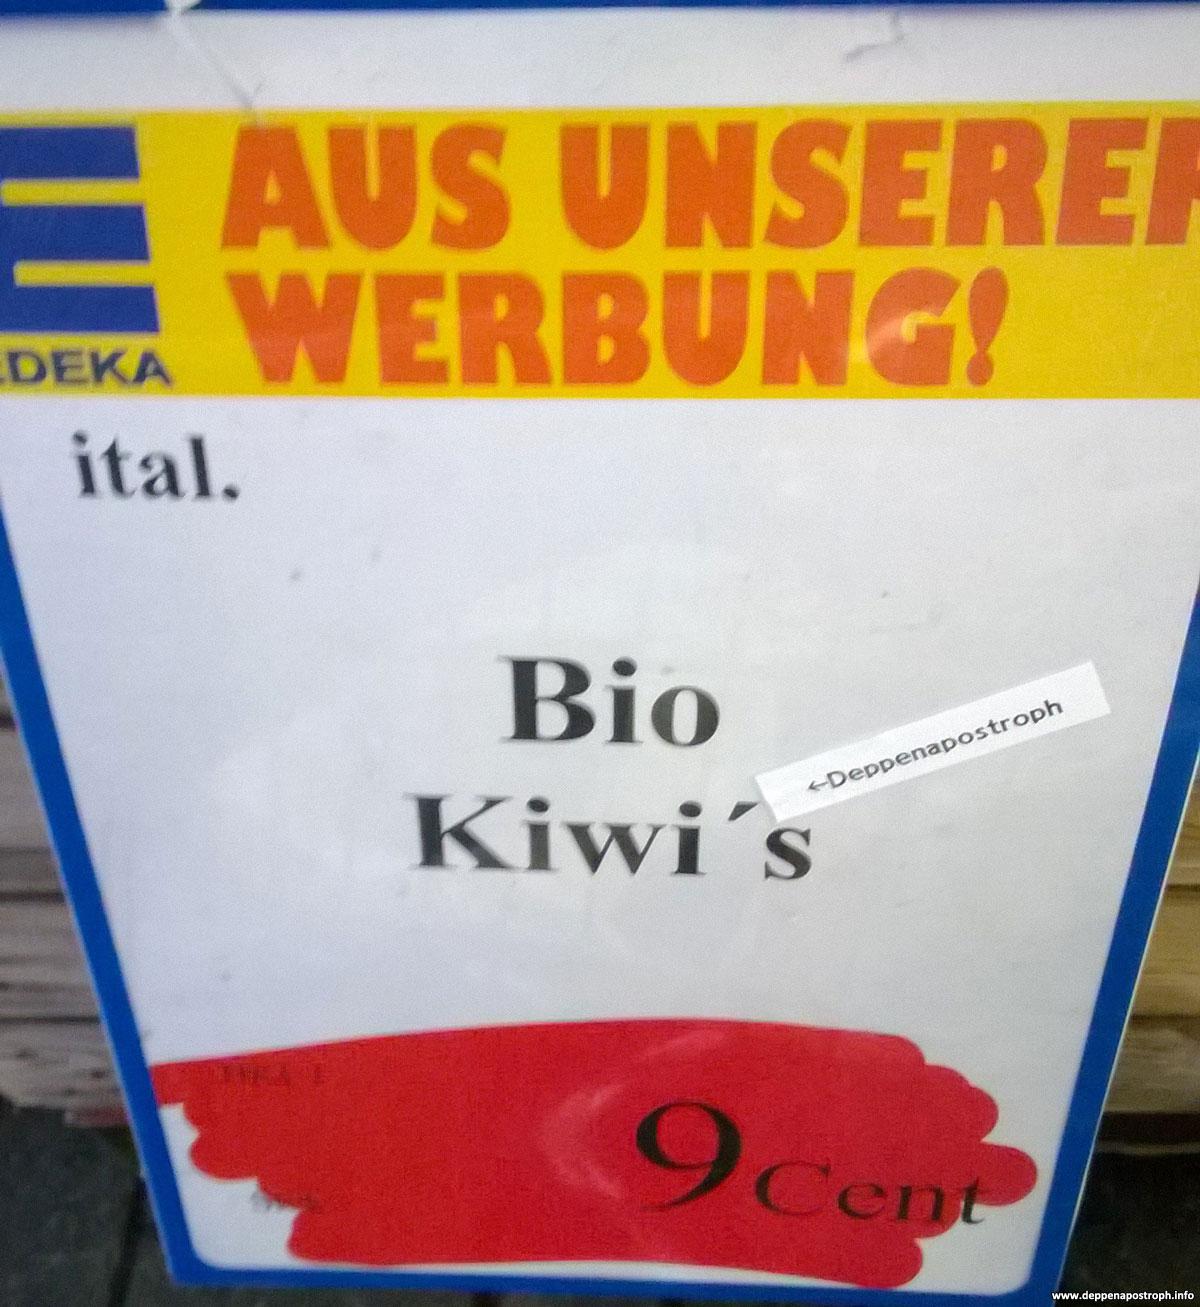 AUS UNSERER
WERBUNG!
EDEKA
ital.
Bio
←Deppenapostroph
Kiwi´s
9 Cent
www.deppenapostroph.info